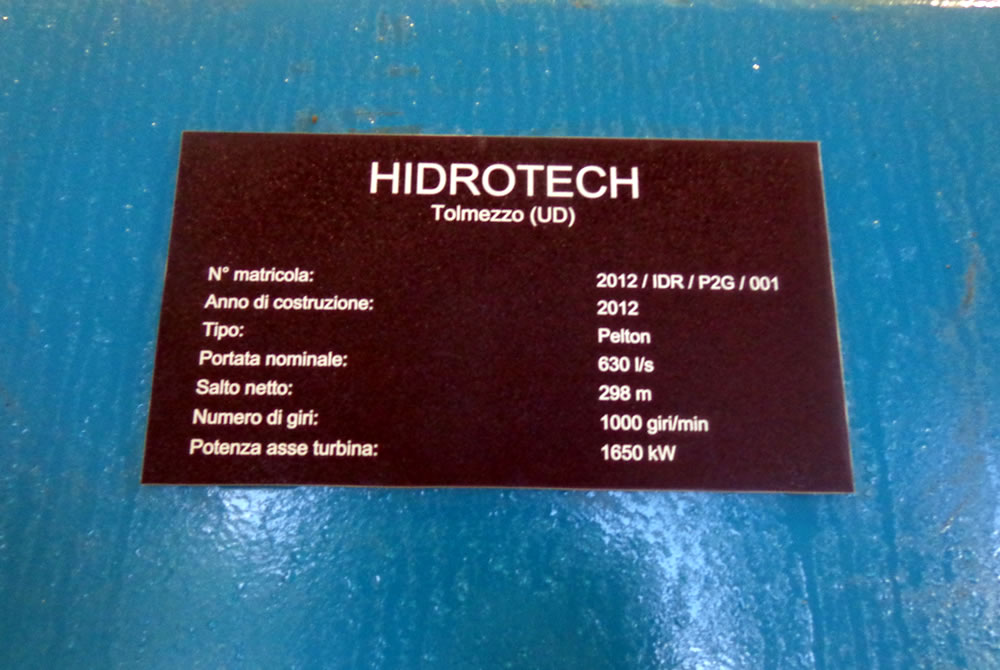 HIDROTECH
Tolmezzo (UD)
N° matricola: 2012 / IDR / P2G / 001
Anno di costruzione: 2012
Tipo: Pelton
Portata nominale: 630 l/s
Salto netto: 298 m
Numero di giri: 1000 giri/min
Potenza asse turbina: 1650 kW